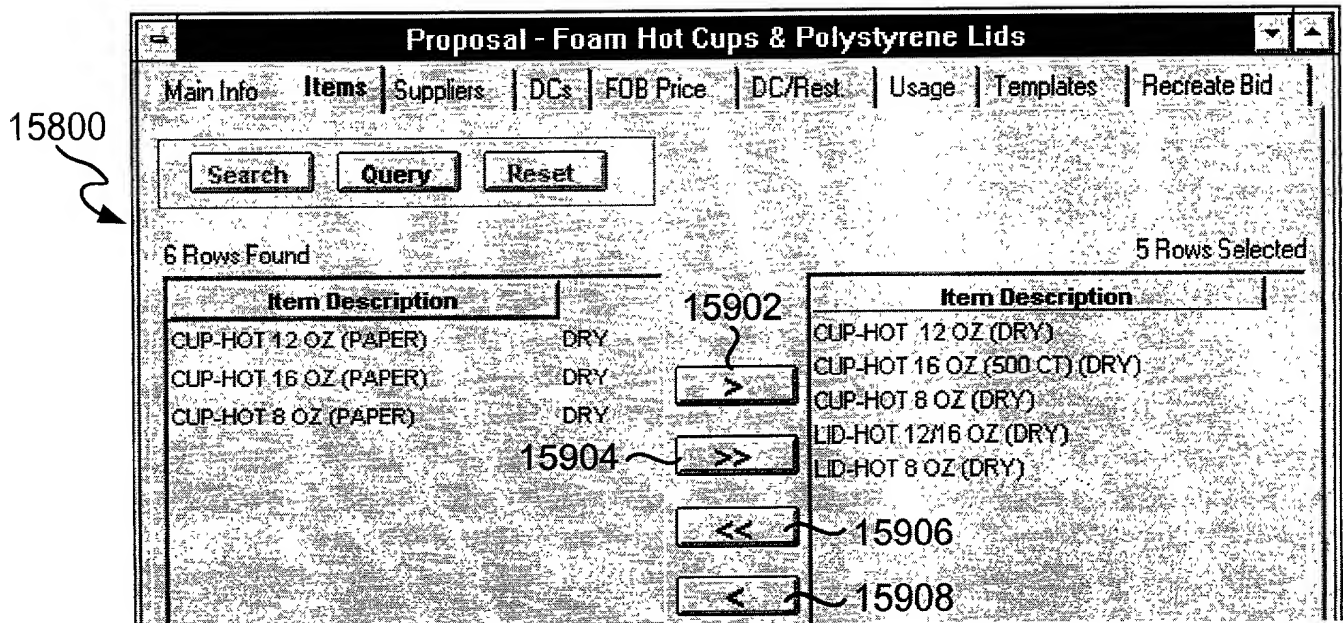 Proposal - Foam Hot Cups & Polystyrene Lids
Main Info Items Suppliers DCs FOB Price DC/Rest. Usage Templates Recreate Bid
15800
Search Query Reset
6 Rows Found 5 Rows Selected
Item Description Item Description
15902
CUP-HOT 12 OZ (PAPER) DRY CUP-HOT 12 OZ (DRY)
CUP-HOT 16 OZ (PAPER) DRY > CUP-HOT 16 OZ (500 CT) (DRY)
CUP-HOT 8 OZ (PAPER) DRY CUP-HOT 8 OZ (DRY)
LID-HOT 12/16 OZ (DRY)
15904 >> LID-HOT 8 OZ (DRY)
<< 15906
< 15908